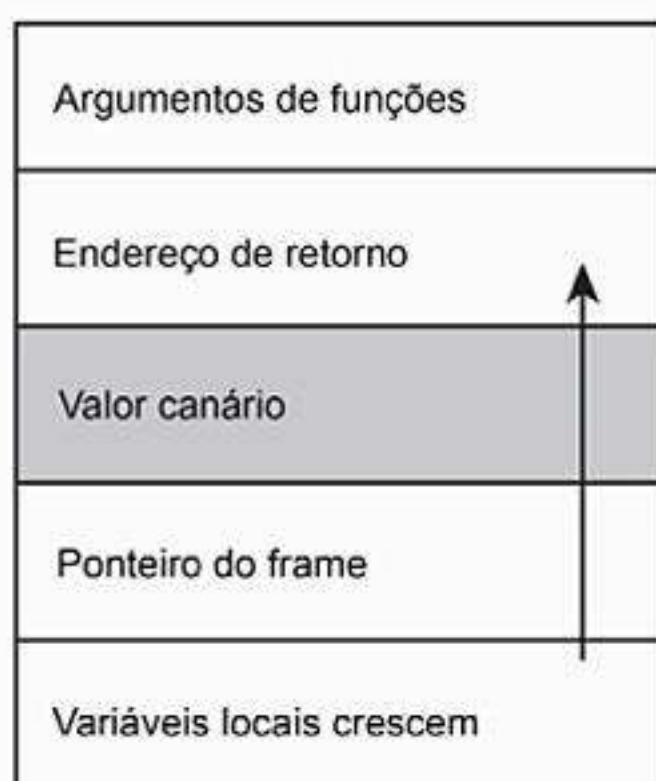 Argumentos de funções
Endereço de retorno
Valor canário
Ponteiro do frame
Variáveis locais crescem